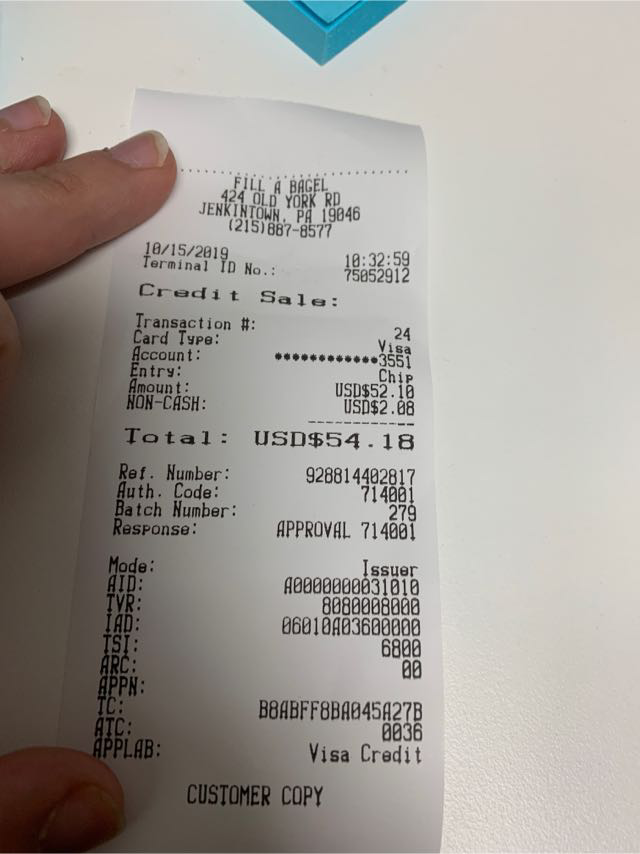 FILL A BAGEL
424 OLD YORK RD
JENKINTOWN, PA 19046
(215)887-8577
10/15/2019 10:32:59
Terminal ID No.: 75052912
Credit Sale:
Transaction #: 24
Card Type: Visa
Account: ************3551
Entry: Chip
Amount: USD$52.10
NON-CASH: USD$2.08
Total: USD$54.18
Ref. Number: 928814402817
Auth. Code: 714001
Batch Number: 279
Response: APPROVAL 714001
Mode: Issuer
AID: A0000000031010
TVR: 8080008000
IAD: 06010A03600000
TSI: 6800
ARC: 00
APPN:
TC: B8ABFF8BA045A27B
ATC: 0036
APPLAB: Visa Credit
CUSTOMER COPY